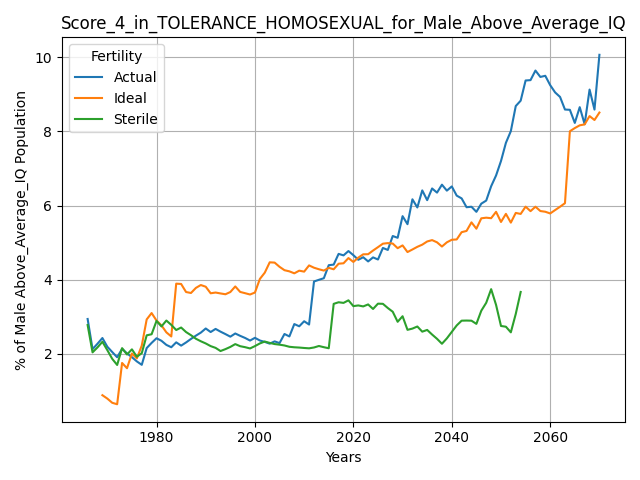 Score_4_in_TOLERANCE_HOMOSEXUAL_for_Male_Above_Average_IQ
Fertility
Actual
Ideal
Sterile
% of Male Above_Average_IQ Population
10
8
6
4
2
1980
2000
2020
2040
2060
Years